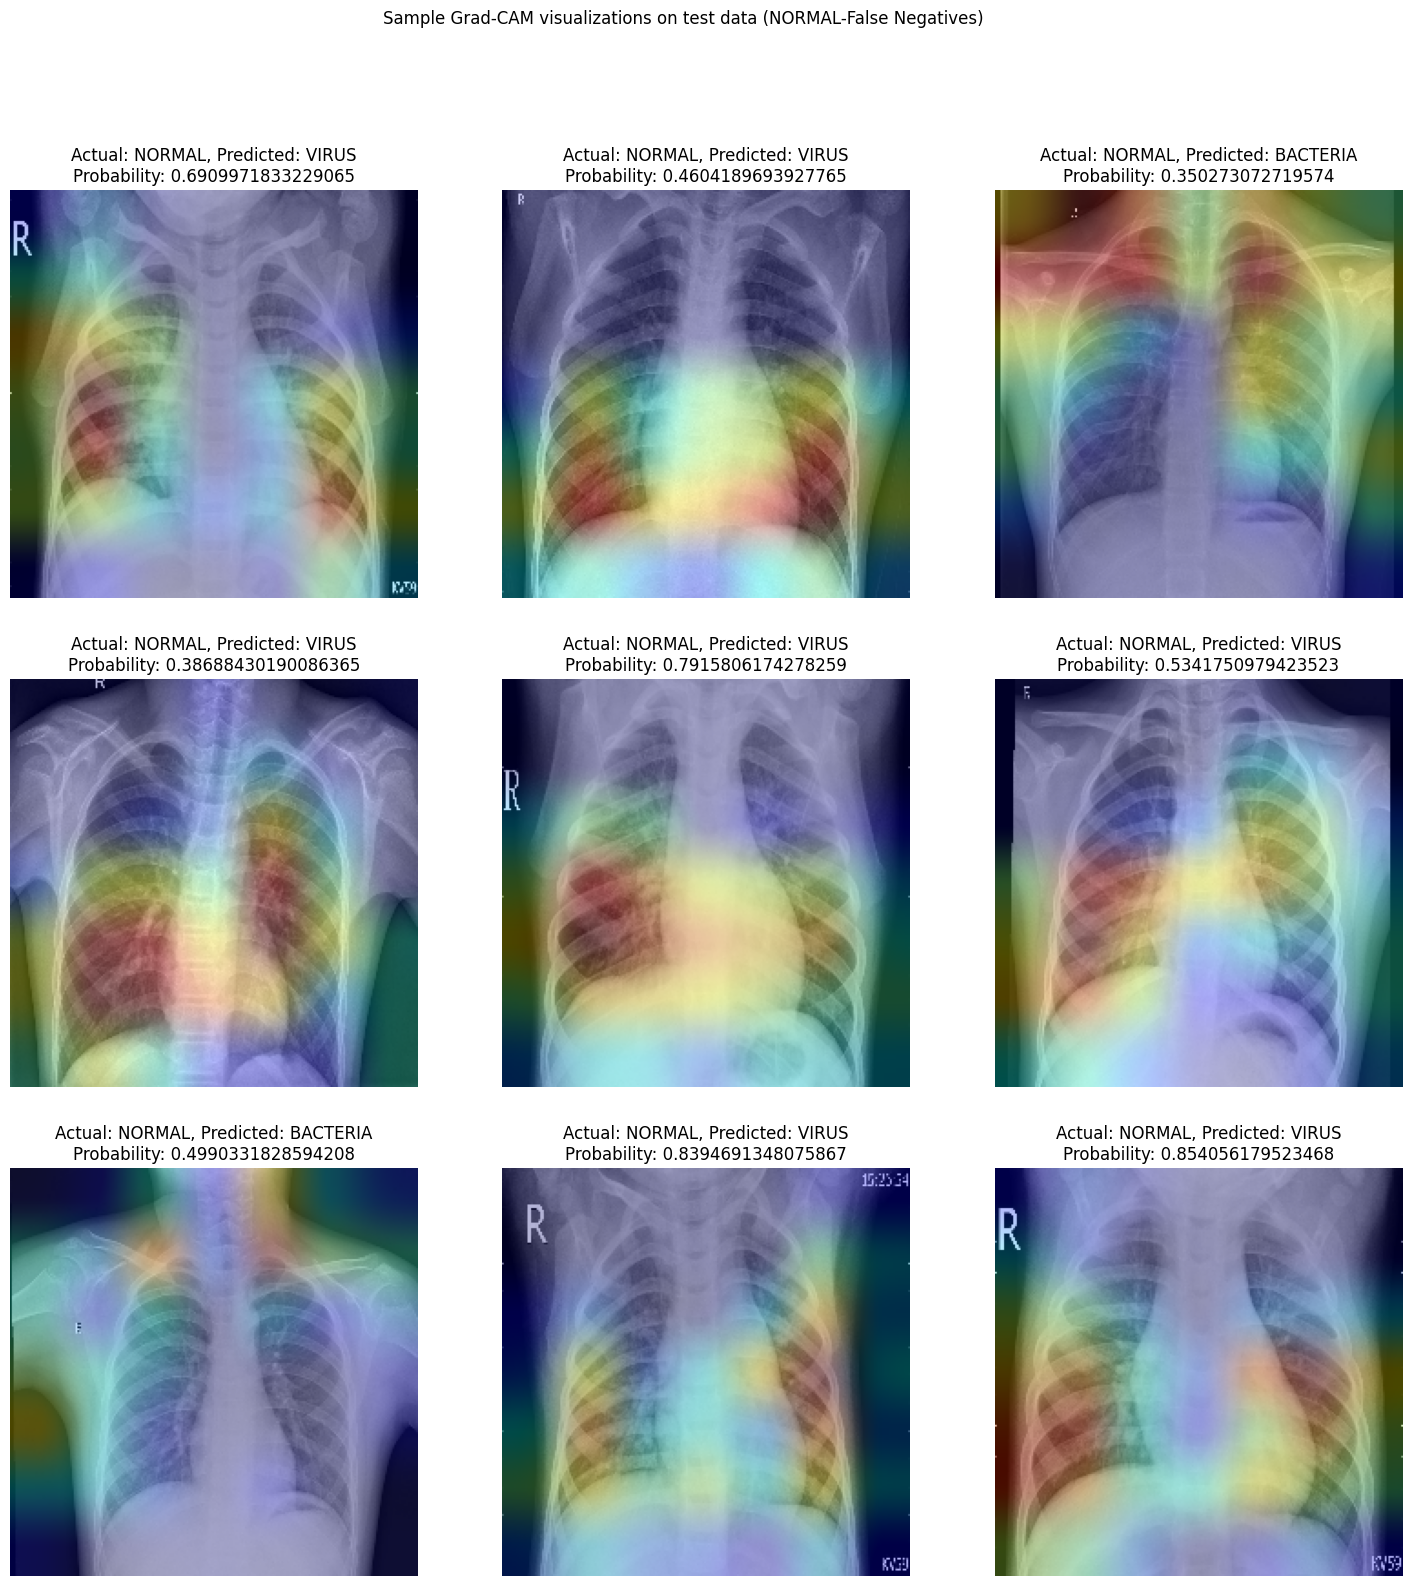 Sample Grad-CAM visualizations on test data (NORMAL-False Negatives)
Actual: NORMAL, Predicted: VIRUS
Probability: 0.6909971833229065
R
KV59
Actual: NORMAL, Predicted: VIRUS
Probability: 0.4604189693927765
R
Actual: NORMAL, Predicted: BACTERIA
Probability: 0.350273072719574
Actual: NORMAL, Predicted: VIRUS
Probability: 0.38688430190086365
R
Actual: NORMAL, Predicted: VIRUS
Probability: 0.7915806174278259
R
Actual: NORMAL, Predicted: VIRUS
Probability: 0.5341750979423523
Actual: NORMAL, Predicted: BACTERIA
Probability: 0.4990331828594208
Actual: NORMAL, Predicted: VIRUS
Probability: 0.8394691348075867
R
Actual: NORMAL, Predicted: VIRUS
Probability: 0.854056179523468
R
KV59